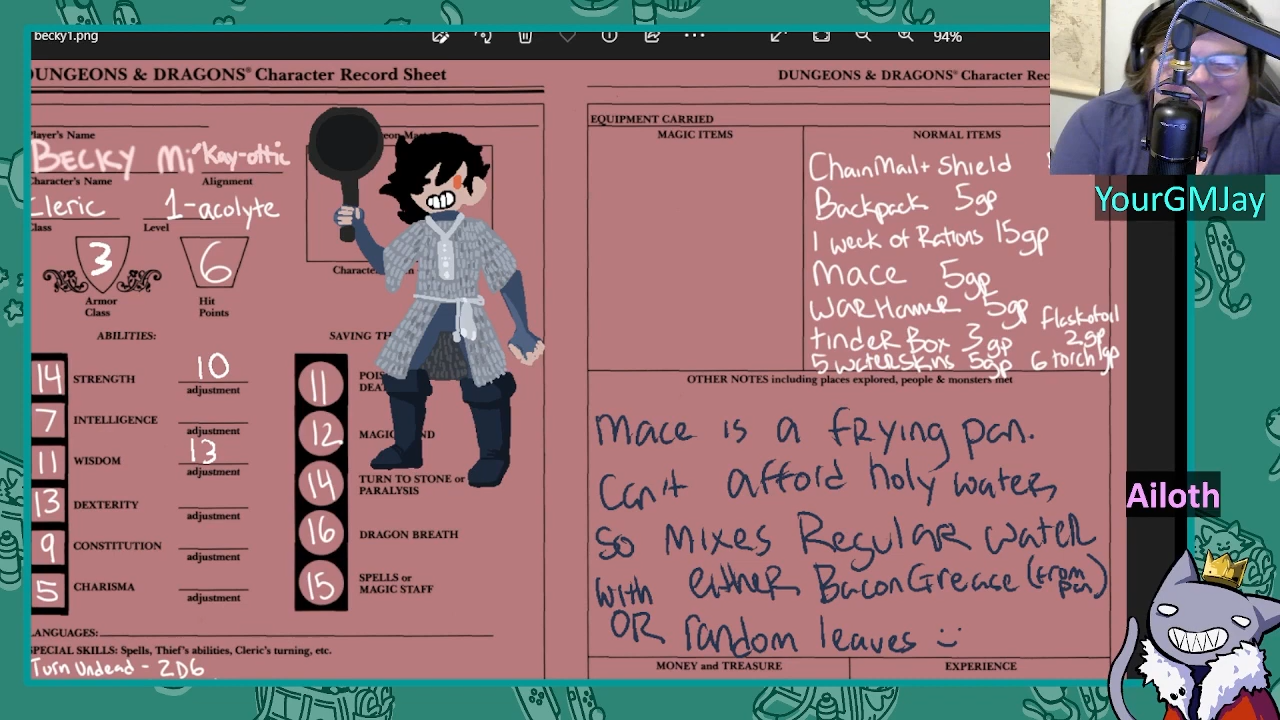 becky1.png
94%
DUNGEONS & DRAGONS® Character Record Sheet
DUNGEONS & DRAGONS® Character Rec
Player's Name
BECKY Mi "Kay-ottic
Character's Name
Alignment
Cleric
1-acolyte
Class
Level
3
6
Armor Class
Hit Points
ABILITIES:
SAVING TH
14 STRENGTH 10 adjustment
7 INTELLIGENCE adjustment
11 WISDOM 13 adjustment
13 DEXTERITY adjustment
9 CONSTITUTION adjustment
5 CHARISMA adjustment
11
12
14 TURN TO STONE or PARALYSIS
16 DRAGON BREATH
15 SPELLS or MAGIC STAFF
LANGUAGES:
SPECIAL SKILLS: Spells, Thief's abilities, Cleric's turning, etc.
Turn Undead - 2D6
EQUIPMENT CARRIED
MAGIC ITEMS
NORMAL ITEMS
ChainMail + Shield
Backpack 5gp
1 week of Rations 15gp
Mace 5gp
WARHamer 5gp
tinder Box 3gp
5 waterskins 5gp
flaskofoil 2gp
6 torch 1gp
OTHER NOTES including places explored, people & monsters met
Mace is a frying pan.
Can't afford holy water,
So Mixes Regular water
with either BaconGrease (from pan)
OR random leaves :)
MONEY and TREASURE
EXPERIENCE
YourGMJay
Ailoth